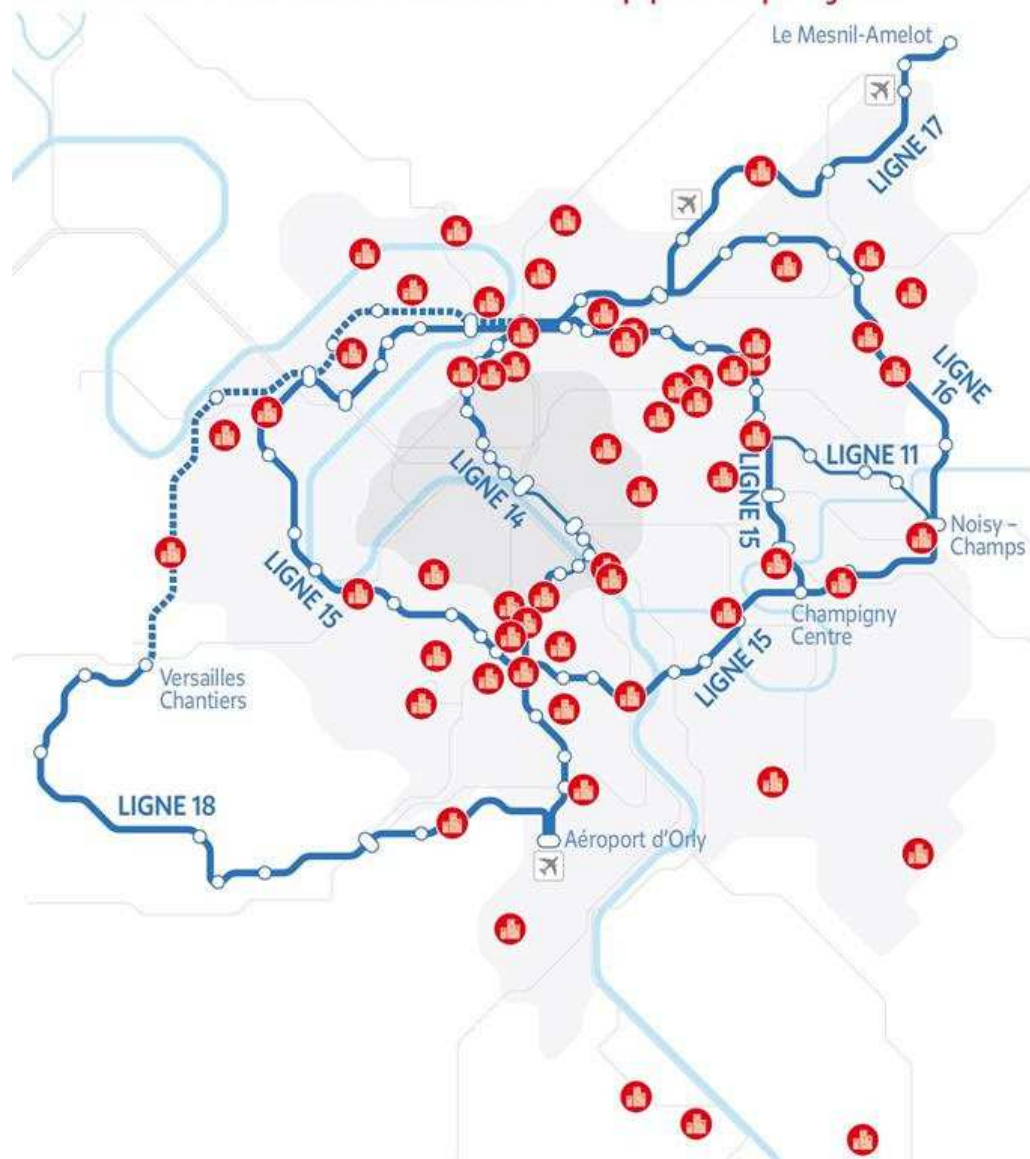 Le Mesnil-Amelot
LIGNE 17
LIGNE
16
LIGNE 11
LIGNE 14
LIGNE 15
Noisy –
Champs
LIGNE 15
Champigny
Centre
LIGNE 15
Versailles
Chantiers
LIGNE 18
Aéroport d'Orly